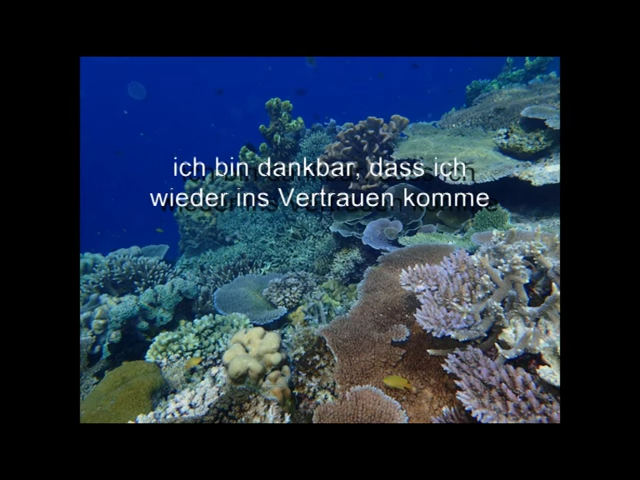 ich bin dankbar, dass ich
wieder ins Vertrauen komme